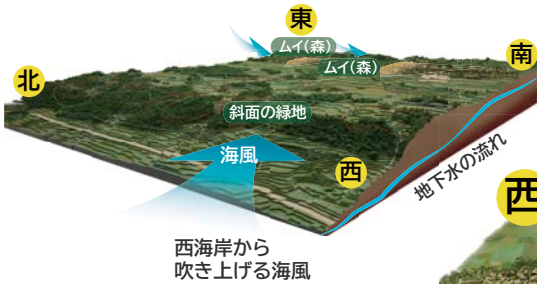 東
ムイ(森)
ムイ(森)
南
北
斜面の緑地
海風
西
地下水の流れ
西
西海岸から
吹き上げる海風